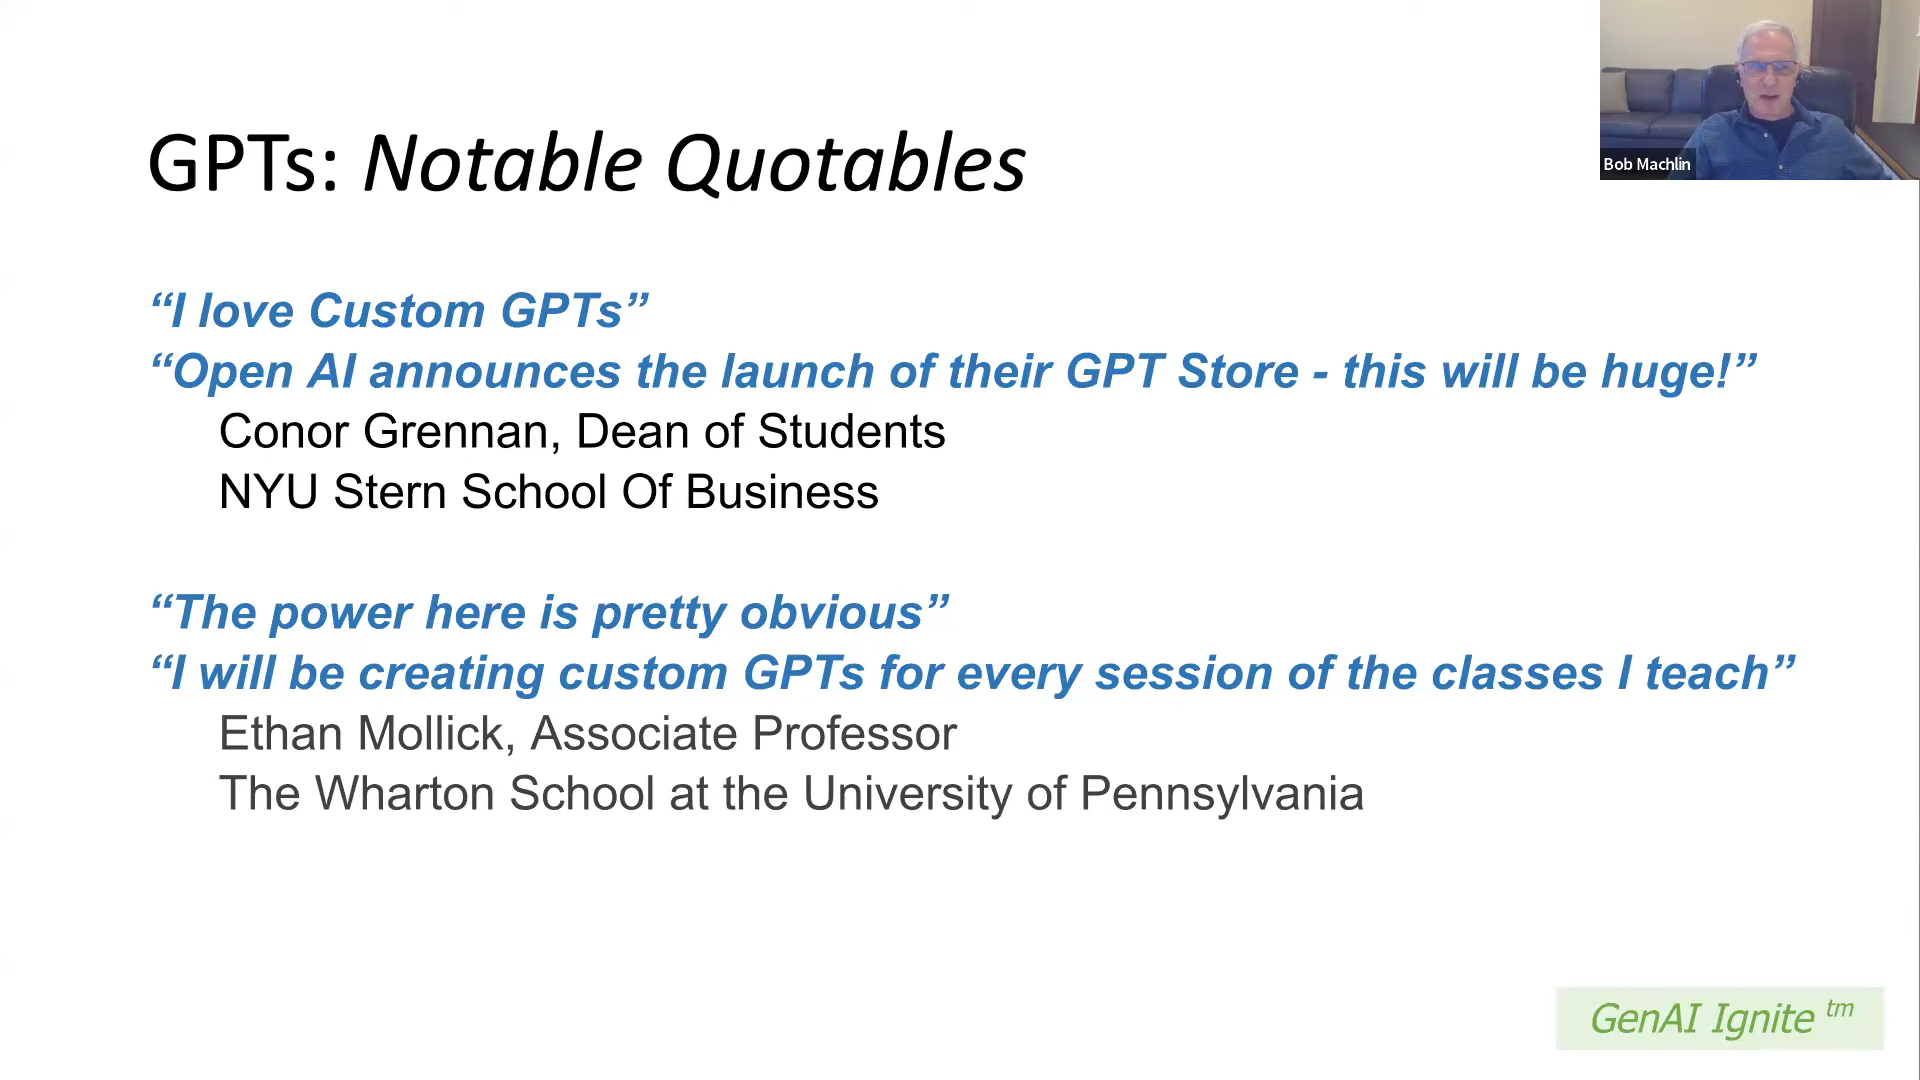 Bob Machlin
GPTs: Notable Quotables
“I love Custom GPTs”
“Open AI announces the launch of their GPT Store - this will be huge!”
Conor Grennan, Dean of Students
NYU Stern School Of Business
“The power here is pretty obvious”
“I will be creating custom GPTs for every session of the classes I teach”
Ethan Mollick, Associate Professor
The Wharton School at the University of Pennsylvania
GenAI Ignite tm